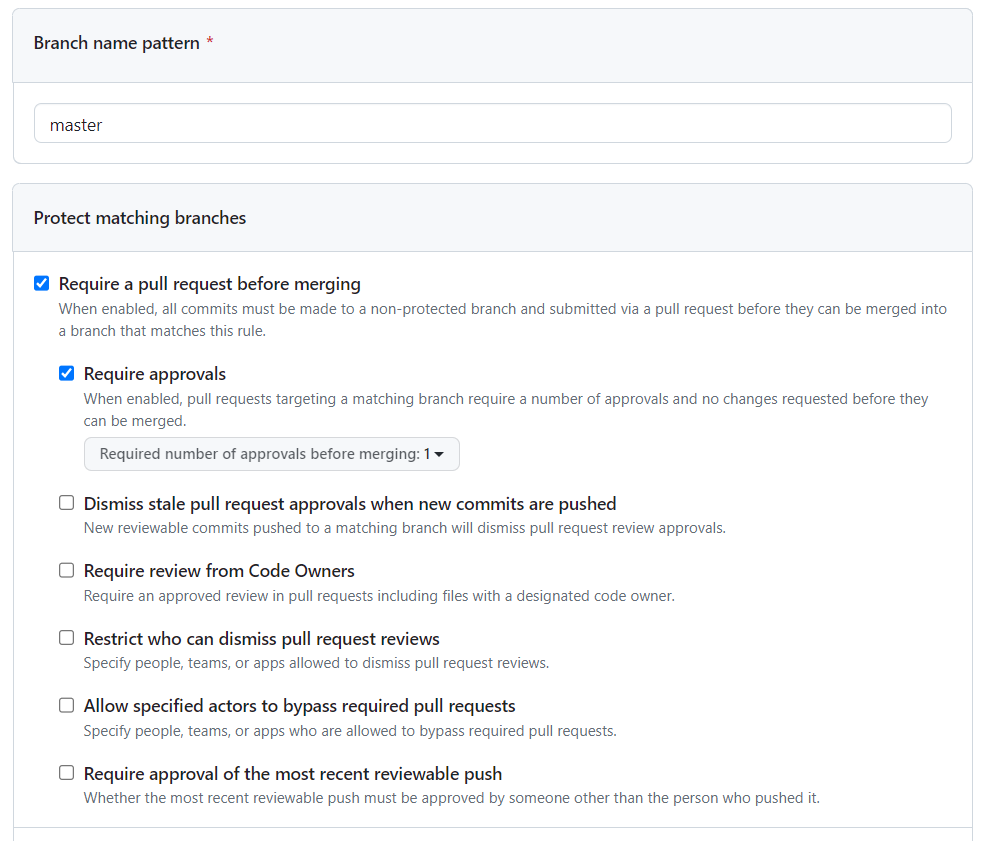 Branch name pattern *
master
Protect matching branches
Require a pull request before merging
When enabled, all commits must be made to a non-protected branch and submitted via a pull request before they can be merged into
a branch that matches this rule.
Require approvals
When enabled, pull requests targeting a matching branch require a number of approvals and no changes requested before they
can be merged.
Required number of approvals before merging: 1
Dismiss stale pull request approvals when new commits are pushed
New reviewable commits pushed to a matching branch will dismiss pull request review approvals.
Require review from Code Owners
Require an approved review in pull requests including files with a designated code owner.
Restrict who can dismiss pull request reviews
Specify people, teams, or apps allowed to dismiss pull request reviews.
Allow specified actors to bypass required pull requests
Specify people, teams, or apps who are allowed to bypass required pull requests.
Require approval of the most recent reviewable push
Whether the most recent reviewable push must be approved by someone other than the person who pushed it.